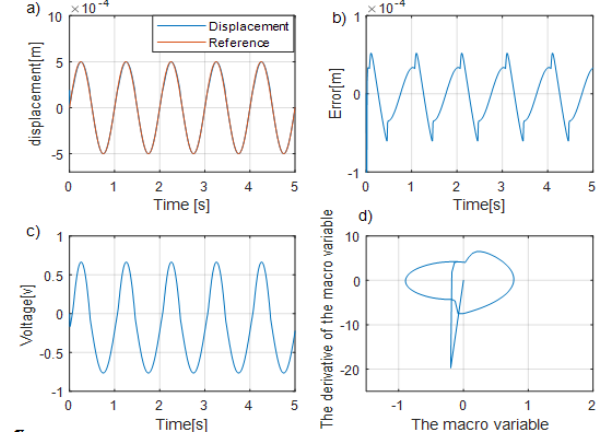 a)
10 ×10 -4
Displacement
Reference
5
0
-5
displacement[m]
0 1 2 3 4 5
Time [s]
b)
1 ×10 -4
0
-1
Error[m]
0 1 2 3 4 5
Time[s]
c)
1
0.5
0
-0.5
-1
Voltage[v]
0 1 2 3 4 5
Time[s]
d)
10
0
-10
-20
The derivative of the macro variable
-1 0 1 2
The macro variable